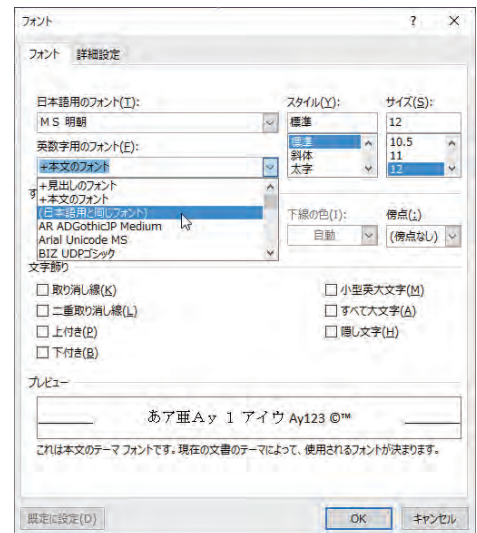 フォント ? ×
フォント 詳細設定
日本語用のフォント(T): スタイル(Y): サイズ(S):
MS 明朝 標準 12
英数字用のフォント(F): 標準 10.5
+本文のフォント 斜体 11
太字 12
+見出しのフォント
す
+本文のフォント
(日本語用と同じフォント) 下線の色(I): 傍点(;)
AR ADGothicJP Medium 自動 (傍点なし)
Arial Unicode MS
BIZ UDPゴシック
文字飾り
取り消し線(K) 小型英大文字(M)
二重取り消し線(L) すべて大文字(A)
上付き(P) 隠し文字(H)
下付き(B)
プレビュー
あア亜Ay 1 アイウ Ay123 ©™
これは本文のテーマ フォントです。現在の文書のテーマによって、使用されるフォントが決まります。
既定に設定(D) OK キャンセル